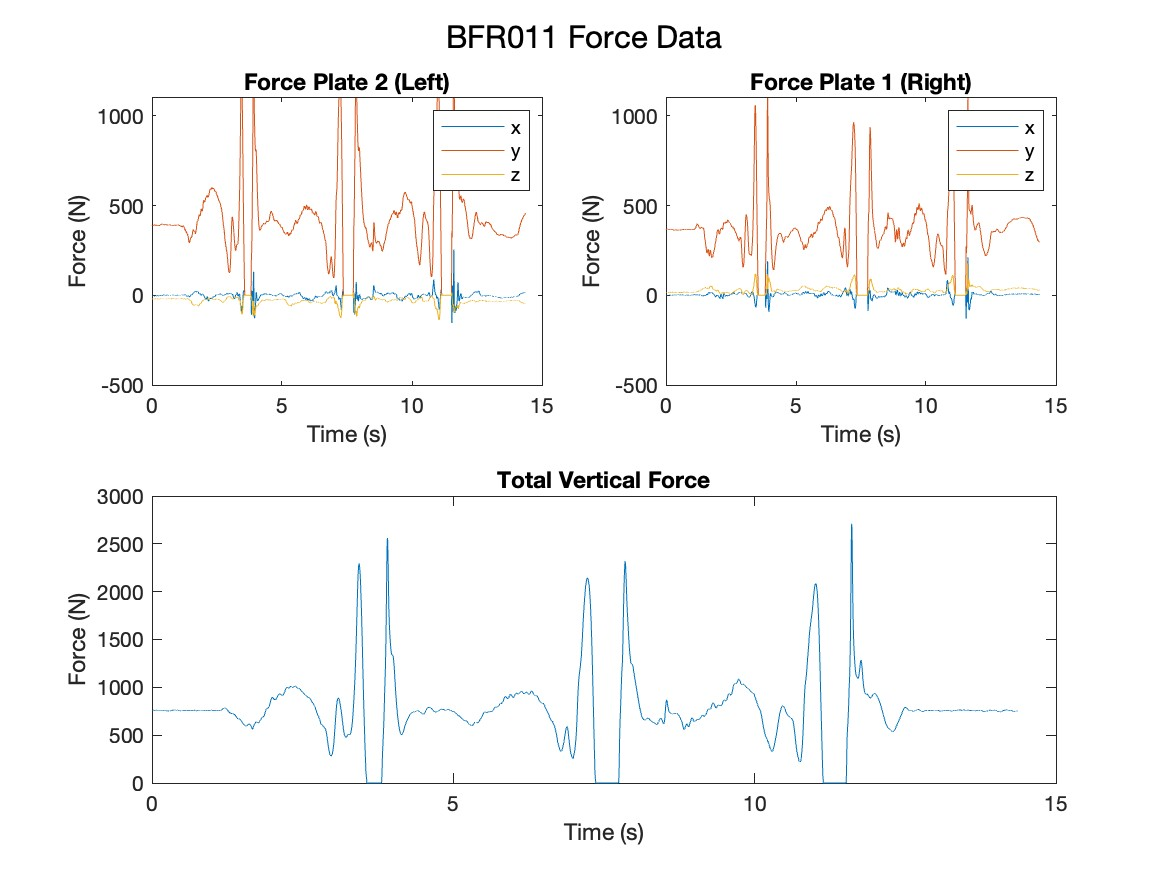 BFR011 Force Data
Force Plate 2 (Left)
Force (N)
1000
500
0
-500
0 5 10 15
Time (s)
x
y
z
Force Plate 1 (Right)
Force (N)
1000
500
0
-500
0 5 10 15
Time (s)
x
y
z
Total Vertical Force
Force (N)
3000
2500
2000
1500
1000
500
0
0 5 10 15
Time (s)